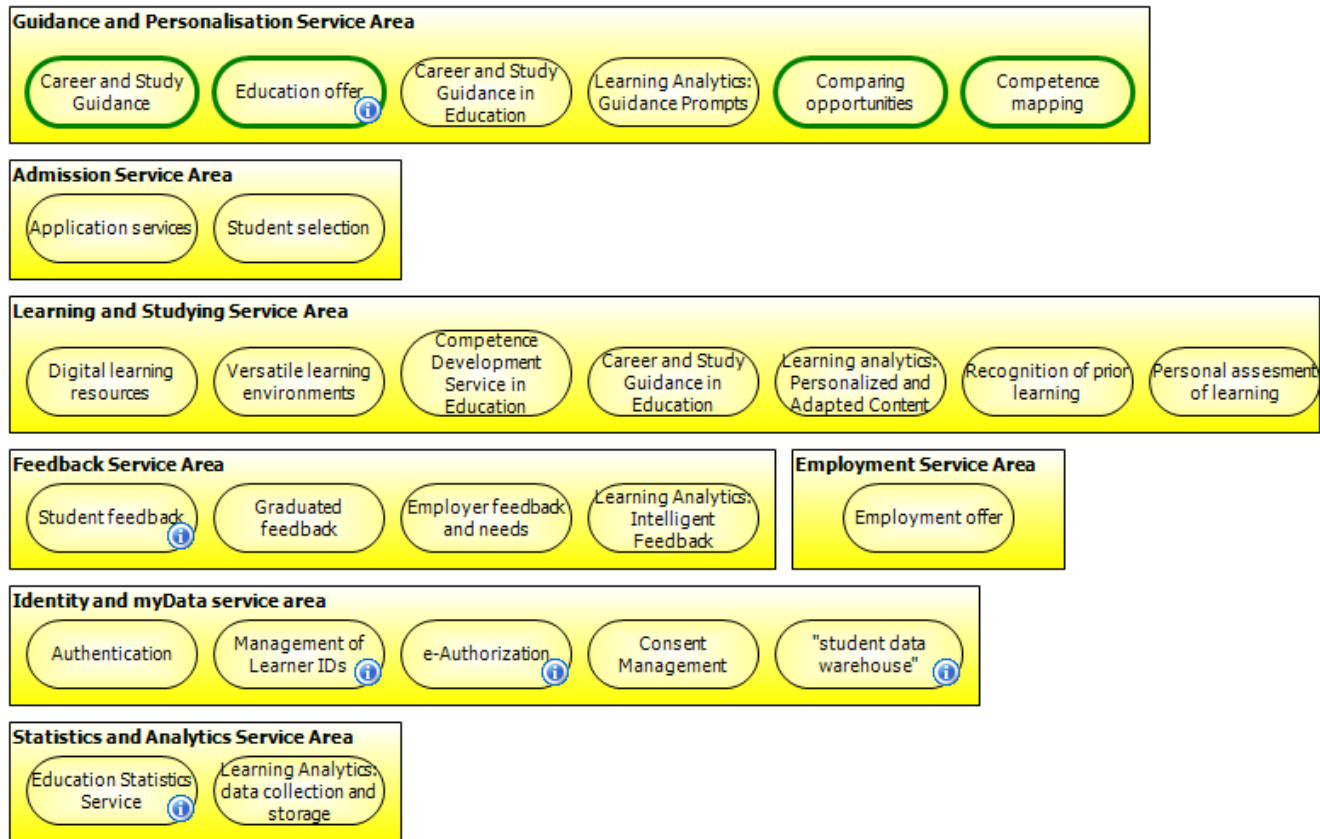 Guidance and Personalisation Service Area
Career and Study
Guidance
Education offer
Career and Study
Guidance in
Education
Learning Analytics:
Guidance Prompts
Comparing
opportunities
Competence
mapping
Admission Service Area
Application services
Student selection
Learning and Studying Service Area
Digital learning
resources
Versatile learning
environments
Competence
Development
Service in
Education
Career and Study
Guidance in
Education
Learning analytics:
Personalized and
Adapted Content
Recognition of prior
learning
Personal assesment
of learning
Feedback Service Area
Student feedback
Graduated
feedback
Employer feedback
and needs
Learning Analytics:
Intelligent
Feedback
Employment Service Area
Employment offer
Identity and myData service area
Authentication
Management of
Learner IDs
e-Authorization
Consent
Management
"student data
warehouse"
Statistics and Analytics Service Area
Education Statistics
Service
Learning Analytics:
data collection and
storage